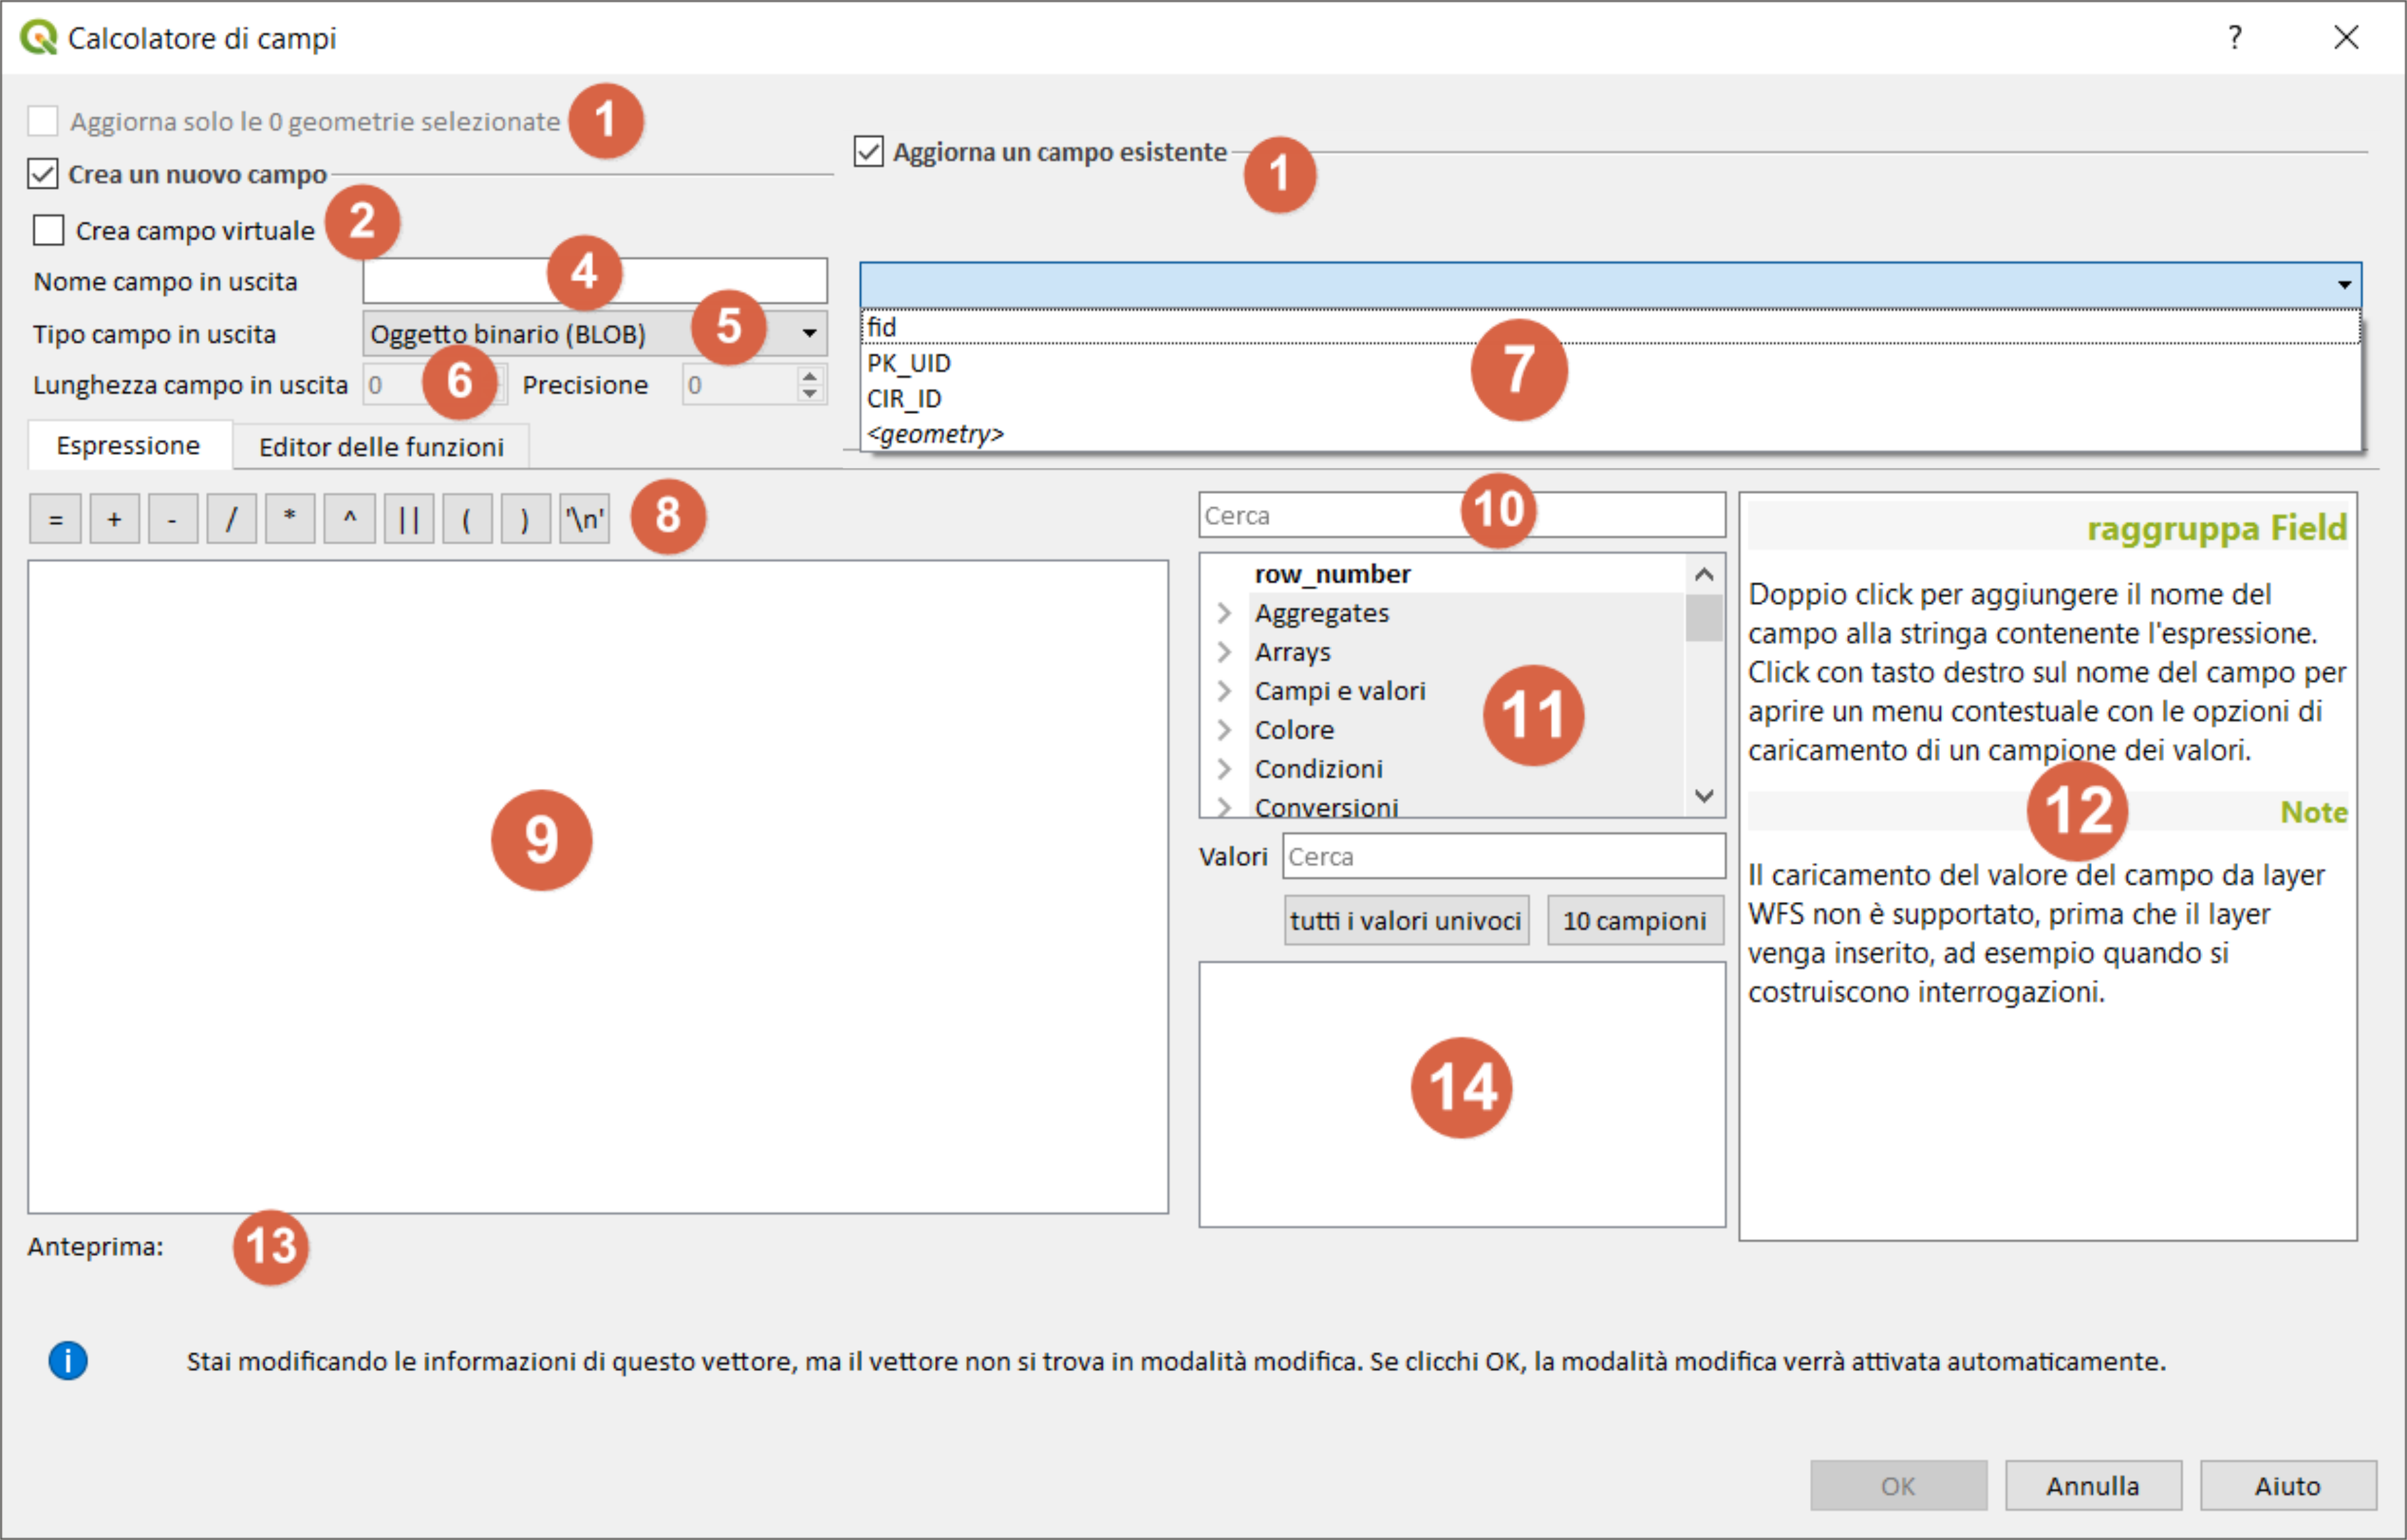 Calcolatore di campi ?
Aggiorna solo le 0 geometrie selezionate 1
Crea un nuovo campo
Crea campo virtuale 2
Nome campo in uscita 4
Tipo campo in uscita Oggetto binario (BLOB) 5
Lunghezza campo in uscita 0 6 Precisione 0
Aggiorna un campo esistente 1
fid
PK_UID
CIR_ID
<geometry>
7
Espressione Editor delle funzioni
= + - / * ^ || ( ) '\n' 8
9
Anteprima: 13
Cerca 10
row_number
Aggregates
Arrays
Campi e valori
Colore
Condizioni
Conversioni
11
Valori Cerca
tutti i valori univoci 10 campioni
14
raggruppa Field
Doppio click per aggiungere il nome del
campo alla stringa contenente l'espressione.
Click con tasto destro sul nome del campo per
aprire un menu contestuale con le opzioni di
caricamento di un campione dei valori.
12
Note
Il caricamento del valore del campo da layer
WFS non è supportato, prima che il layer
venga inserito, ad esempio quando si
costruiscono interrogazioni.
i Stai modificando le informazioni di questo vettore, ma il vettore non si trova in modalità modifica. Se clicchi OK, la modalità modifica verrà attivata automaticamente.
OK Annulla Aiuto